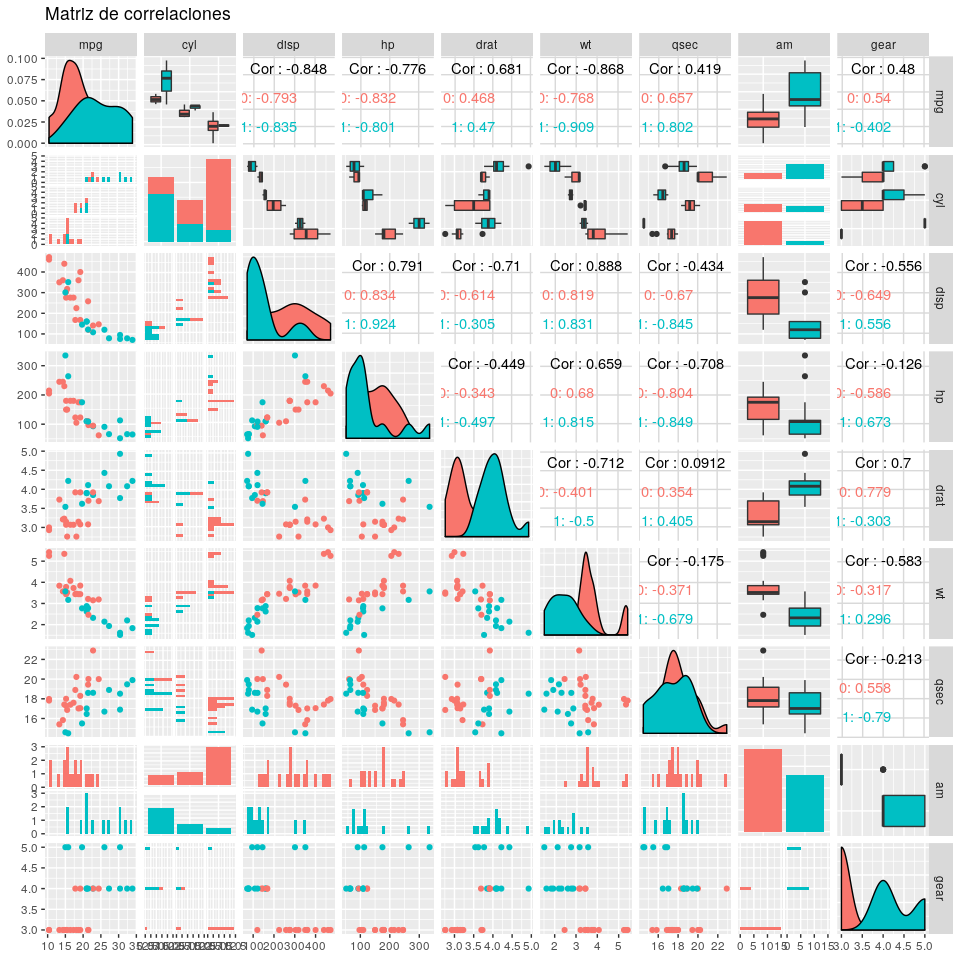 Matriz de correlaciones
mpg cyl disp hp drat wt qsec am gear
0.100
0.075
0.050
0.025
0.000
Cor : -0.848 Cor : -0.776 Cor : 0.681 Cor : -0.868 Cor : 0.419 Cor : 0.48
0: -0.793 0: -0.832 0: 0.468 0: -0.768 0: 0.657 0: 0.54
1: -0.835 1: -0.801 1: 0.47 1: -0.909 1: 0.802 1: -0.402
mpg
5
4
3
2
1
0
cyl
400
300
200
100
Cor : 0.791 Cor : -0.71 Cor : 0.888 Cor : -0.434 Cor : -0.556
0: 0.834 0: -0.614 0: 0.819 0: -0.67 0: -0.649
1: 0.924 1: -0.305 1: 0.831 1: -0.845 1: 0.556
disp
300
200
100
Cor : -0.449 Cor : 0.659 Cor : -0.708 Cor : -0.126
0: -0.343 0: 0.68 0: -0.804 0: -0.586
1: -0.497 1: 0.815 1: -0.849 1: 0.673
hp
5.0
4.5
4.0
3.5
3.0
Cor : -0.712 Cor : 0.0912 Cor : 0.7
0: -0.401 0: 0.354 0: 0.779
1: -0.5 1: 0.405 1: -0.303
drat
5
4
3
2
Cor : -0.175 Cor : -0.583
0: -0.371 0: -0.317
1: -0.679 1: 0.296
wt
22
20
18
16
Cor : -0.213
0: 0.558
1: -0.79
qsec
3
2
1
0
3
2
1
0
am
5.0
4.5
4.0
3.5
3.0
gear
10 15 20 25 30 35 100 200 300 400 100 200 300 3.0 3.5 4.0 4.5 5.0 2 3 4 5 16 18 20 22 0 5 10 15 0 5 10 15 3.0 3.5 4.0 4.5 5.0